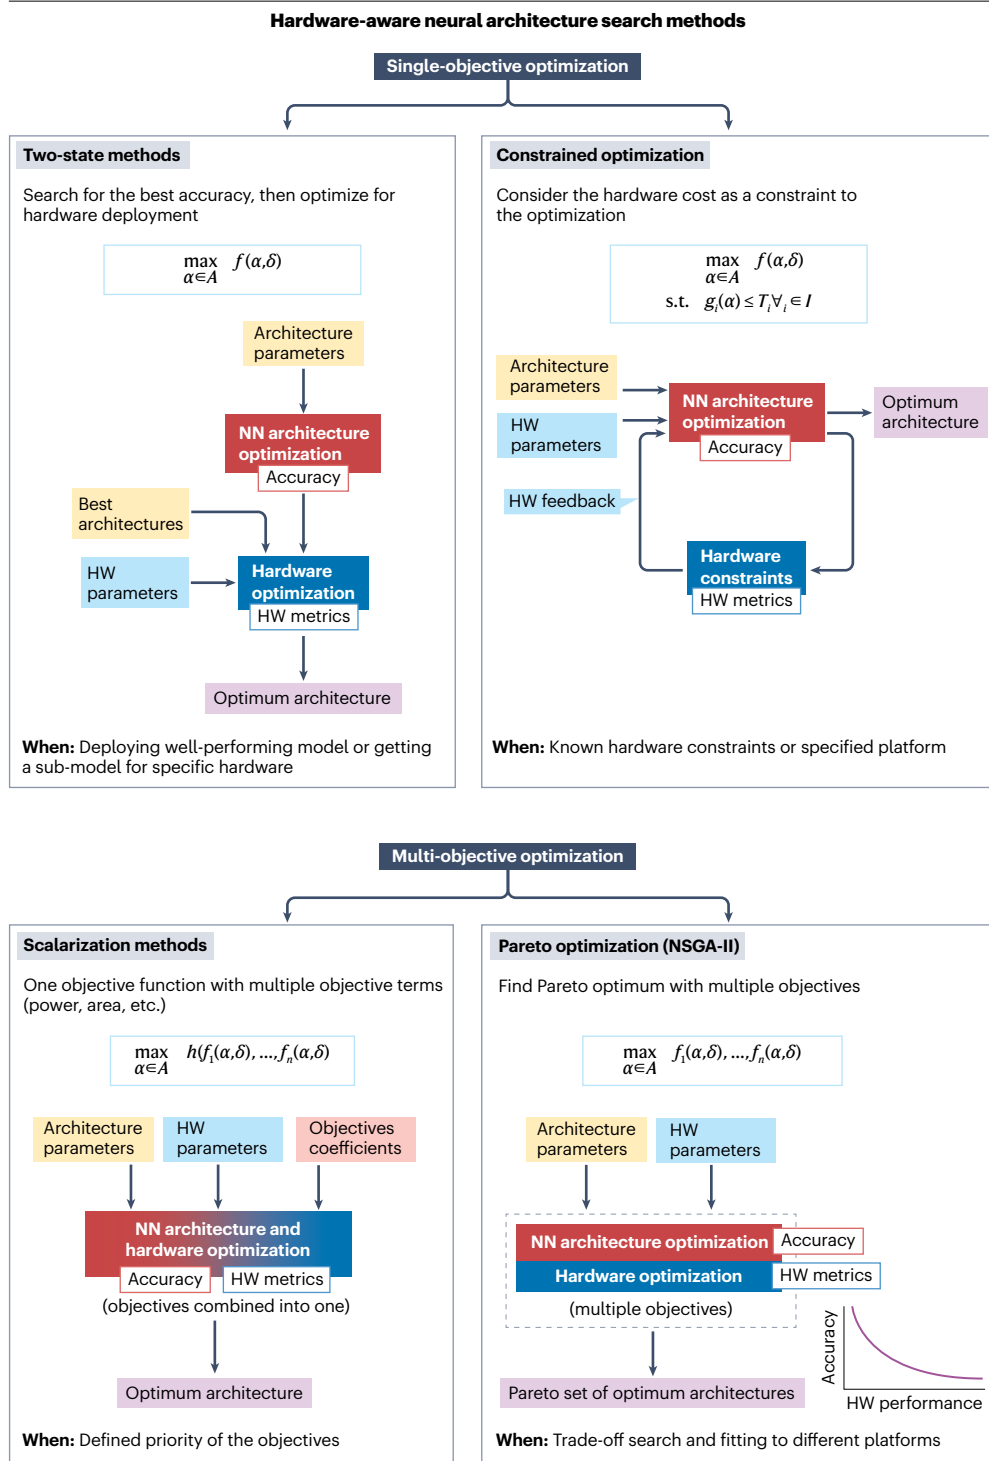 Hardware-aware neural architecture search methods
Single-objective optimization
Two-state methods
Search for the best accuracy, then optimize for
hardware deployment
max f(α,δ)
α∈A
Architecture
parameters
NN architecture
optimization
Accuracy
Best
architectures
HW
parameters
Hardware
optimization
HW metrics
Optimum architecture
When: Deploying well-performing model or getting
a sub-model for specific hardware
Constrained optimization
Consider the hardware cost as a constraint to
the optimization
max f(α,δ)
α∈A
s.t. gᵢ(α) ≤ Tᵢ∀ᵢ ∈ I
Architecture
parameters
HW
parameters
NN architecture
optimization
Accuracy
Optimum
architecture
HW feedback
Hardware
constraints
HW metrics
When: Known hardware constraints or specified platform
Multi-objective optimization
Scalarization methods
One objective function with multiple objective terms
(power, area, etc.)
max h(f₁(α,δ), ...,fₙ(α,δ)
α∈A
Architecture
parameters
HW
parameters
Objectives
coefficients
NN architecture and
hardware optimization
Accuracy
HW metrics
(objectives combined into one)
Optimum architecture
When: Defined priority of the objectives
Pareto optimization (NSGA-II)
Find Pareto optimum with multiple objectives
max f₁(α,δ), ...,fₙ(α,δ)
α∈A
Architecture
parameters
HW
parameters
NN architecture optimization
Accuracy
Hardware optimization
HW metrics
(multiple objectives)
Pareto set of optimum architectures
Accuracy
HW performance
When: Trade-off search and fitting to different platforms